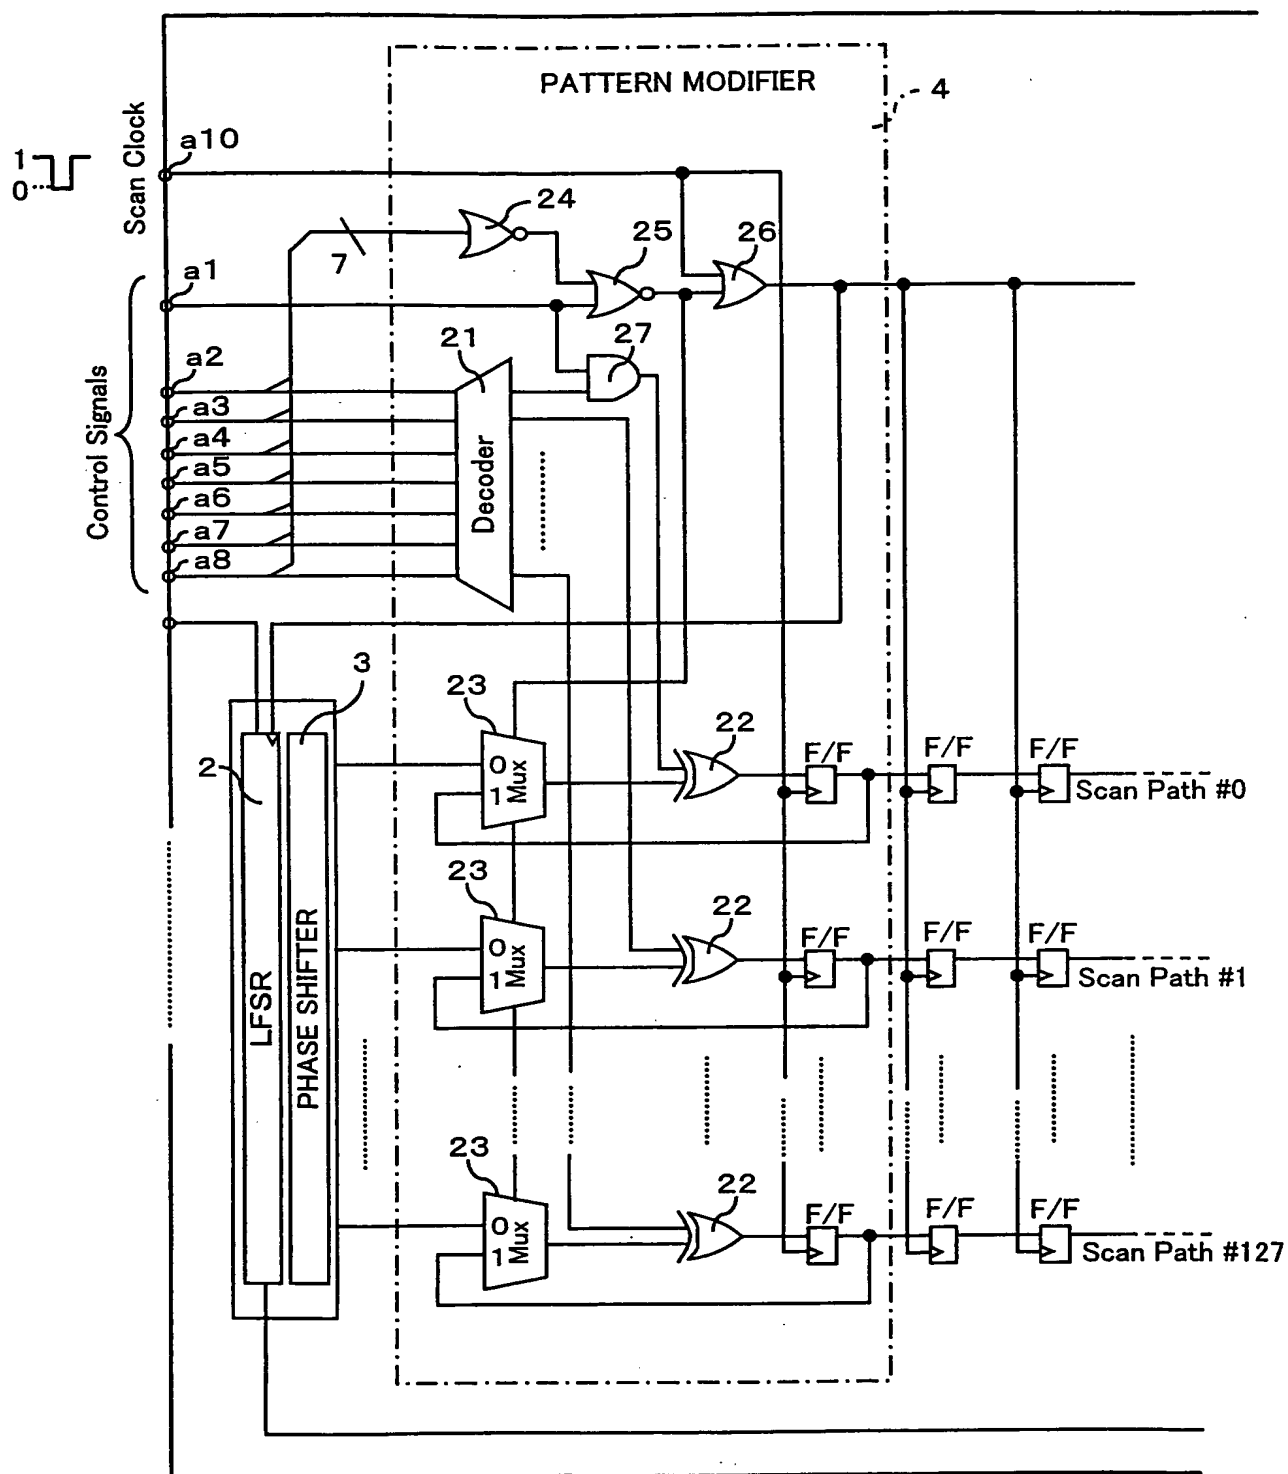 PATTERN MODIFIER
4
Scan Clock
a10
1
0
24
7
25
26
a1
27
21
a2
a3
a4
a5
a6
a7
a8
Control Signals
Decoder
3
2
LFSR
PHASE SHIFTER
23
0
1
Mux
22
F/F
F/F
F/F
Scan Path #0
23
0
1
Mux
22
F/F
F/F
F/F
Scan Path #1
23
0
1
Mux
22
F/F
F/F
F/F
Scan Path #127